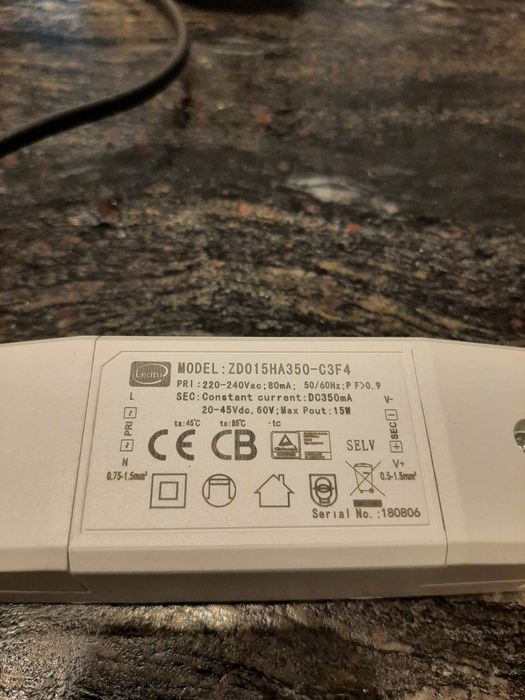 Ledfu
MODEL:ZD015HA350-C3F4
PRI:220-240Vac;80mA; 50/60Hz;PF>0.9
SEC:Constant current:DC350mA
20-45Vdc, 60V;Max Pout:15W
L
PRI
N
0.75-1.5mm²
ta:45℃ tc:85℃ ·tc
CE CB
SELV
V-
SEC
V+
0.5-1.5mm²
Serial No.:180806